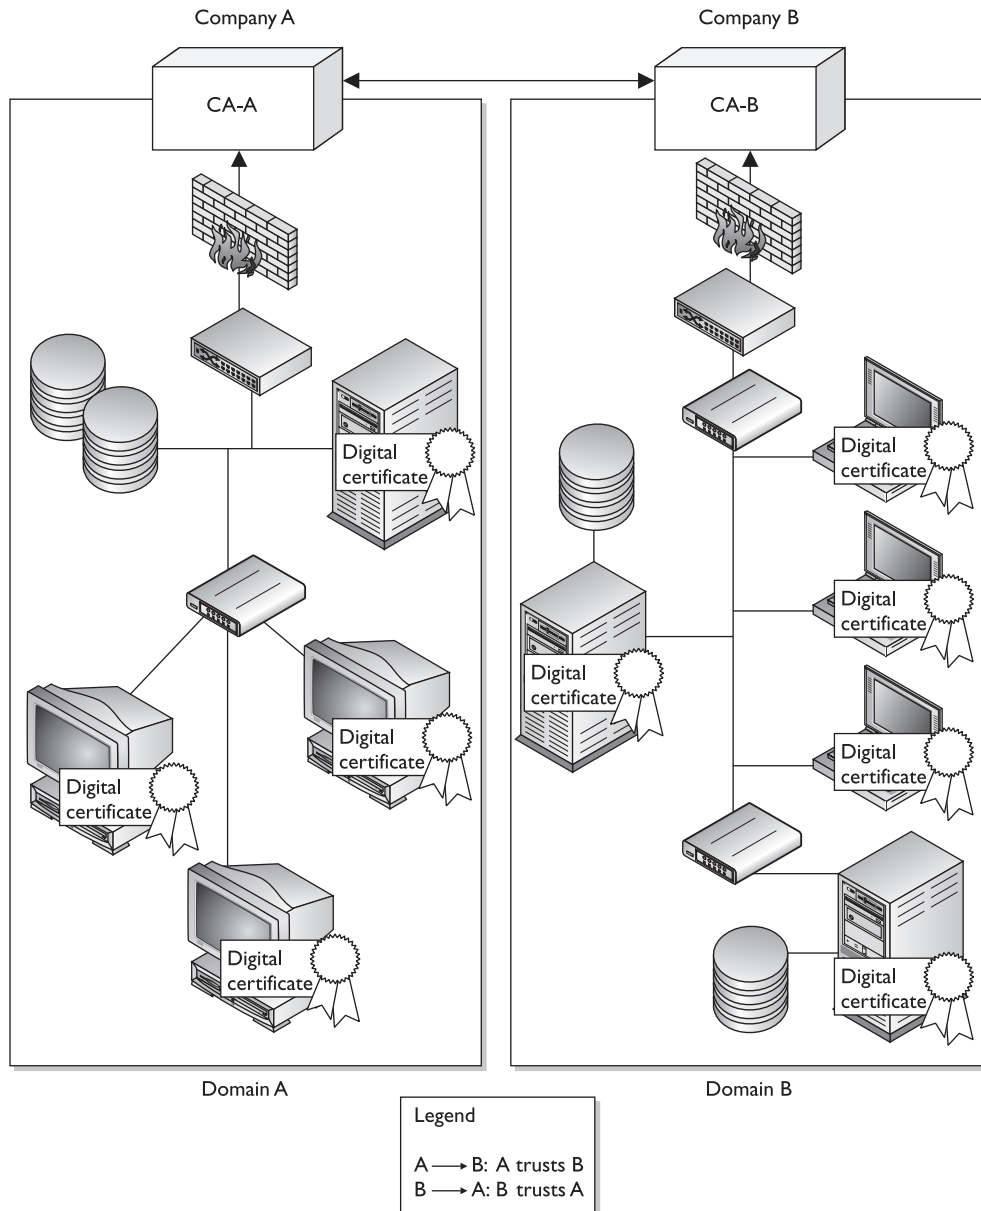 Company A
Company B
CA-A
CA-B
Digital
certificate
Digital
certificate
Digital
certificate
Digital
certificate
Digital
certificate
Digital
certificate
Digital
certificate
Digital
certificate
Digital
certificate
Domain A
Domain B
Legend
A → B: A trusts B
B → A: B trusts A